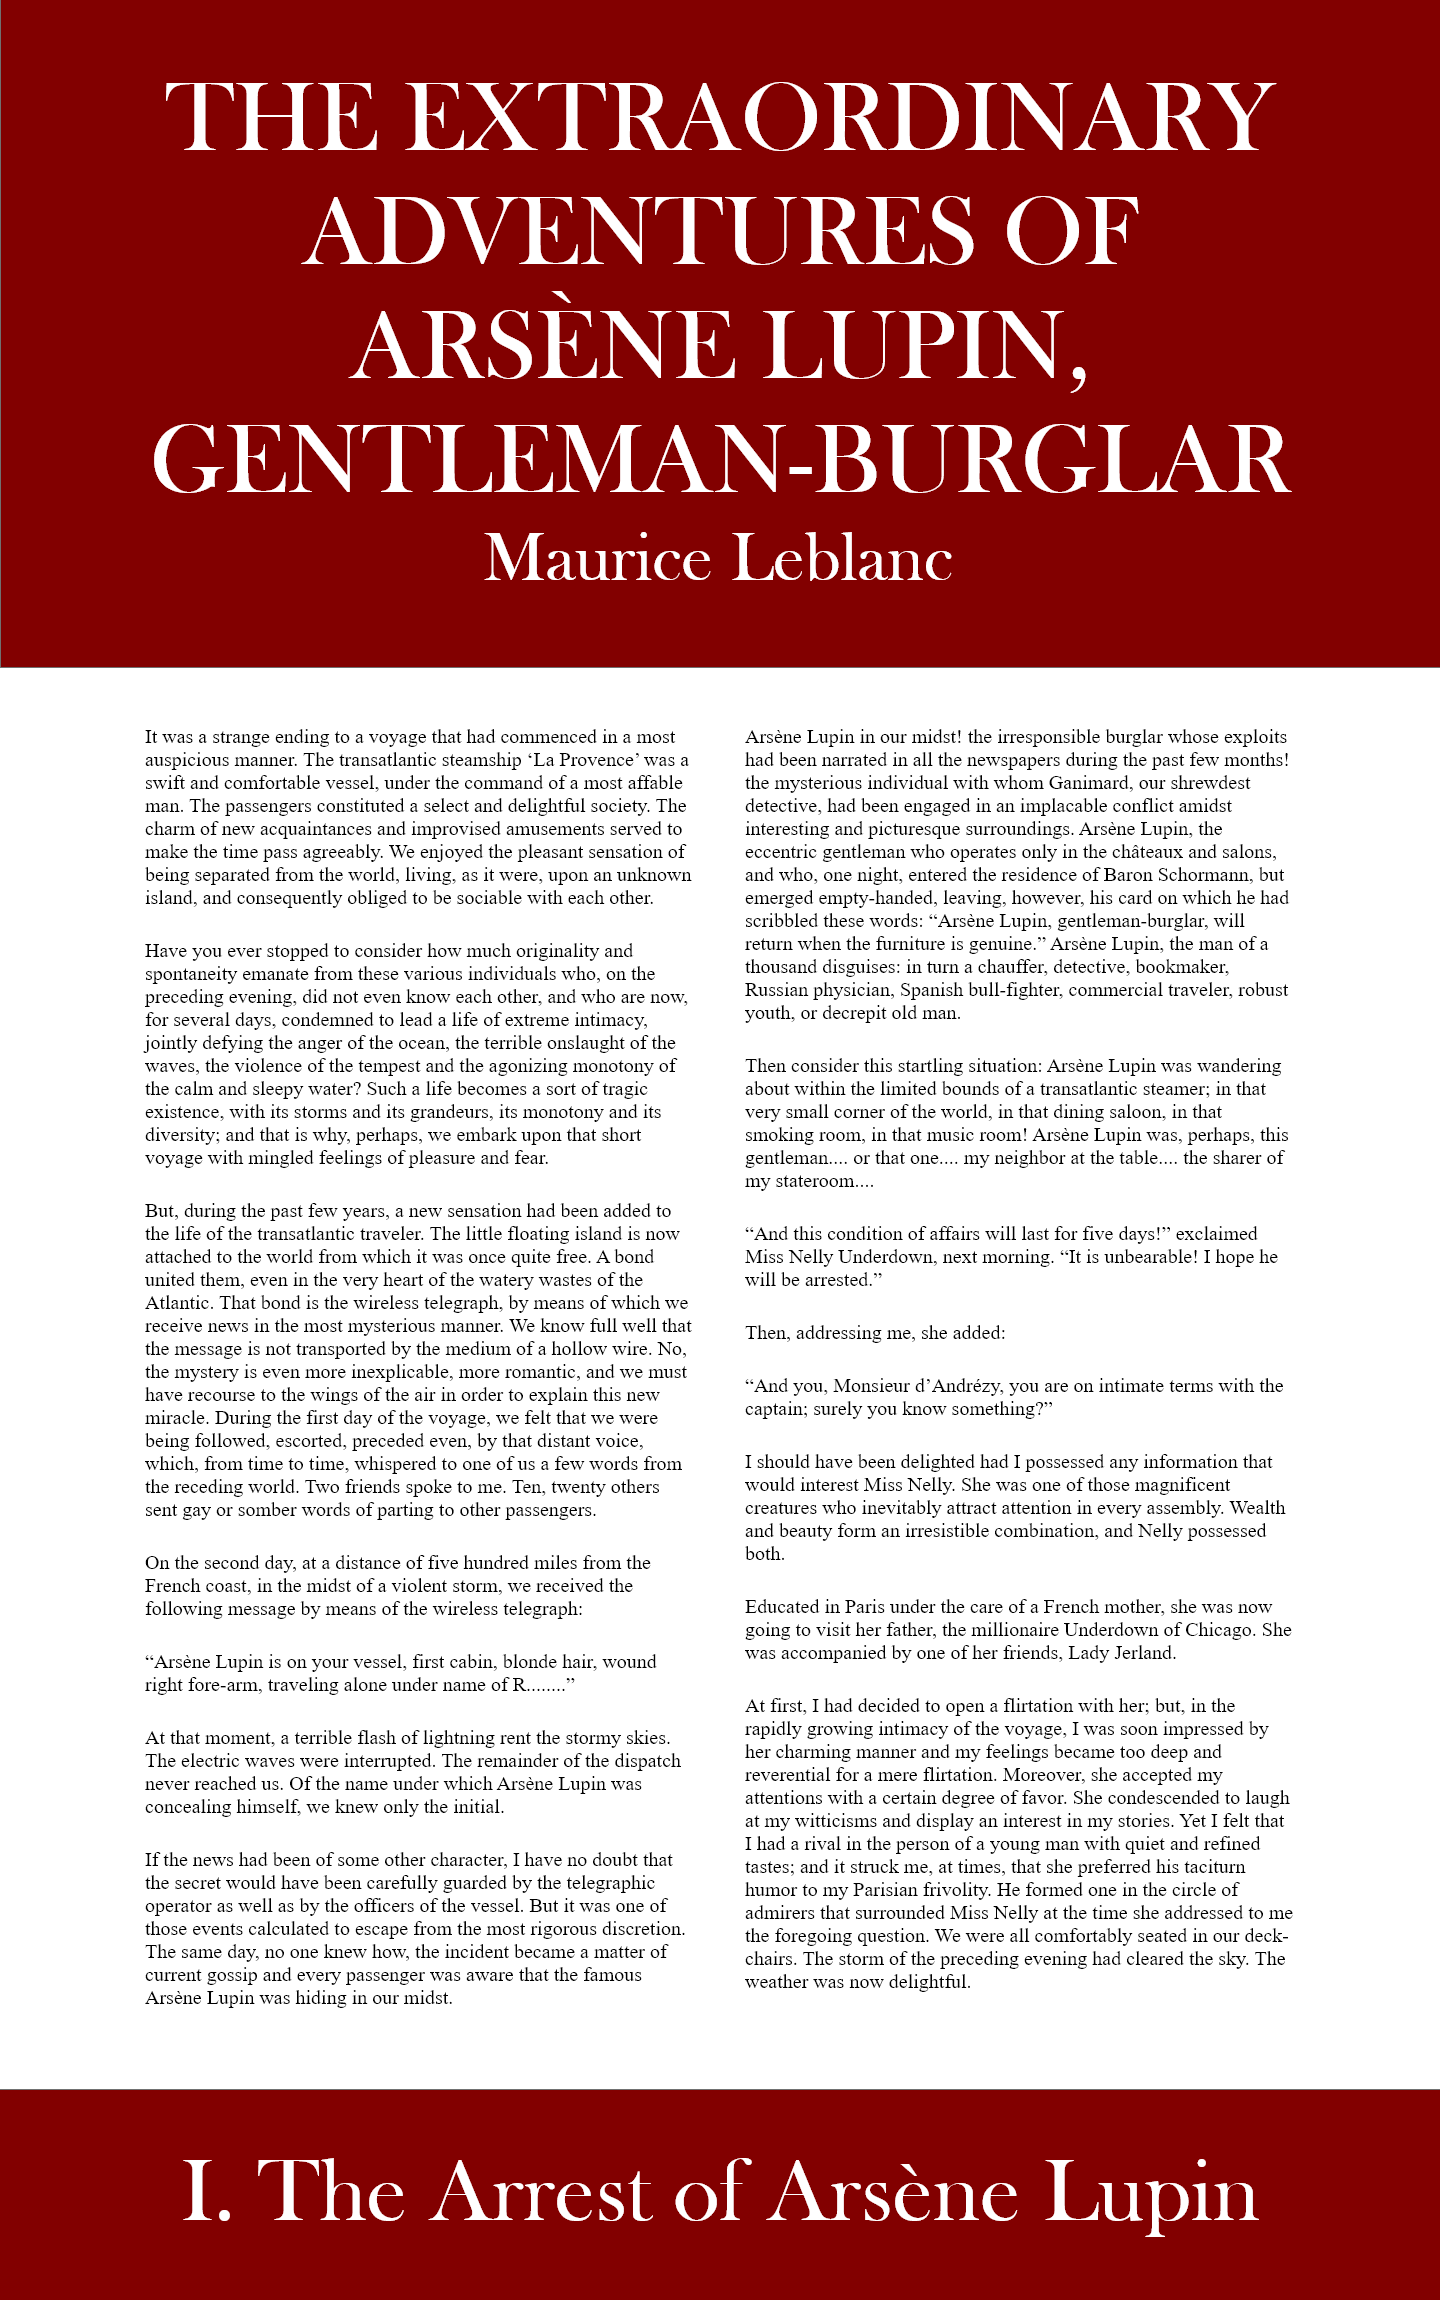 THE EXTRAORDINARY
ADVENTURES OF
ARSÈNE LUPIN,
GENTLEMAN-BURGLAR
Maurice Leblanc
It was a strange ending to a voyage that had commenced in a most
auspicious manner. The transatlantic steamship ‘La Provence’ was a
swift and comfortable vessel, under the command of a most affable
man. The passengers constituted a select and delightful society. The
charm of new acquaintances and improvised amusements served to
make the time pass agreeably. We enjoyed the pleasant sensation of
being separated from the world, living, as it were, upon an unknown
island, and consequently obliged to be sociable with each other.
Have you ever stopped to consider how much originality and
spontaneity emanate from these various individuals who, on the
preceding evening, did not even know each other, and who are now,
for several days, condemned to lead a life of extreme intimacy,
jointly defying the anger of the ocean, the terrible onslaught of the
waves, the violence of the tempest and the agonizing monotony of
the calm and sleepy water? Such a life becomes a sort of tragic
existence, with its storms and its grandeurs, its monotony and its
diversity; and that is why, perhaps, we embark upon that short
voyage with mingled feelings of pleasure and fear.
But, during the past few years, a new sensation had been added to
the life of the transatlantic traveler. The little floating island is now
attached to the world from which it was once quite free. A bond
united them, even in the very heart of the watery wastes of the
Atlantic. That bond is the wireless telegraph, by means of which we
receive news in the most mysterious manner. We know full well that
the message is not transported by the medium of a hollow wire. No,
the mystery is even more inexplicable, more romantic, and we must
have recourse to the wings of the air in order to explain this new
miracle. During the first day of the voyage, we felt that we were
being followed, escorted, preceded even, by that distant voice,
which, from time to time, whispered to one of us a few words from
the receding world. Two friends spoke to me. Ten, twenty others
sent gay or somber words of parting to other passengers.
On the second day, at a distance of five hundred miles from the
French coast, in the midst of a violent storm, we received the
following message by means of the wireless telegraph:
“Arsène Lupin is on your vessel, first cabin, blonde hair, wound
right fore-arm, traveling alone under name of R........”
At that moment, a terrible flash of lightning rent the stormy skies.
The electric waves were interrupted. The remainder of the dispatch
never reached us. Of the name under which Arsène Lupin was
concealing himself, we knew only the initial.
If the news had been of some other character, I have no doubt that
the secret would have been carefully guarded by the telegraphic
operator as well as by the officers of the vessel. But it was one of
those events calculated to escape from the most rigorous discretion.
The same day, no one knew how, the incident became a matter of
current gossip and every passenger was aware that the famous
Arsène Lupin was hiding in our midst.
Arsène Lupin in our midst! the irresponsible burglar whose exploits
had been narrated in all the newspapers during the past few months!
the mysterious individual with whom Ganimard, our shrewdest
detective, had been engaged in an implacable conflict amidst
interesting and picturesque surroundings. Arsène Lupin, the
eccentric gentleman who operates only in the châteaux and salons,
and who, one night, entered the residence of Baron Schormann, but
emerged empty-handed, leaving, however, his card on which he had
scribbled these words: “Arsène Lupin, gentleman-burglar, will
return when the furniture is genuine.” Arsène Lupin, the man of a
thousand disguises: in turn a chauffer, detective, bookmaker,
Russian physician, Spanish bull-fighter, commercial traveler, robust
youth, or decrepit old man.
Then consider this startling situation: Arsène Lupin was wandering
about within the limited bounds of a transatlantic steamer; in that
very small corner of the world, in that dining saloon, in that
smoking room, in that music room! Arsène Lupin was, perhaps, this
gentleman.... or that one.... my neighbor at the table.... the sharer of
my stateroom....
“And this condition of affairs will last for five days!” exclaimed
Miss Nelly Underdown, next morning. “It is unbearable! I hope he
will be arrested.”
Then, addressing me, she added:
“And you, Monsieur d’Andrézy, you are on intimate terms with the
captain; surely you know something?”
I should have been delighted had I possessed any information that
would interest Miss Nelly. She was one of those magnificent
creatures who inevitably attract attention in every assembly. Wealth
and beauty form an irresistible combination, and Nelly possessed
both.
Educated in Paris under the care of a French mother, she was now
going to visit her father, the millionaire Underdown of Chicago. She
was accompanied by one of her friends, Lady Jerland.
At first, I had decided to open a flirtation with her; but, in the
rapidly growing intimacy of the voyage, I was soon impressed by
her charming manner and my feelings became too deep and
reverential for a mere flirtation. Moreover, she accepted my
attentions with a certain degree of favor. She condescended to laugh
at my witticisms and display an interest in my stories. Yet I felt that
I had a rival in the person of a young man with quiet and refined
tastes; and it struck me, at times, that she preferred his taciturn
humor to my Parisian frivolity. He formed one in the circle of
admirers that surrounded Miss Nelly at the time she addressed to me
the foregoing question. We were all comfortably seated in our deck-
chairs. The storm of the preceding evening had cleared the sky. The
weather was now delightful.
I. The Arrest of Arsène Lupin